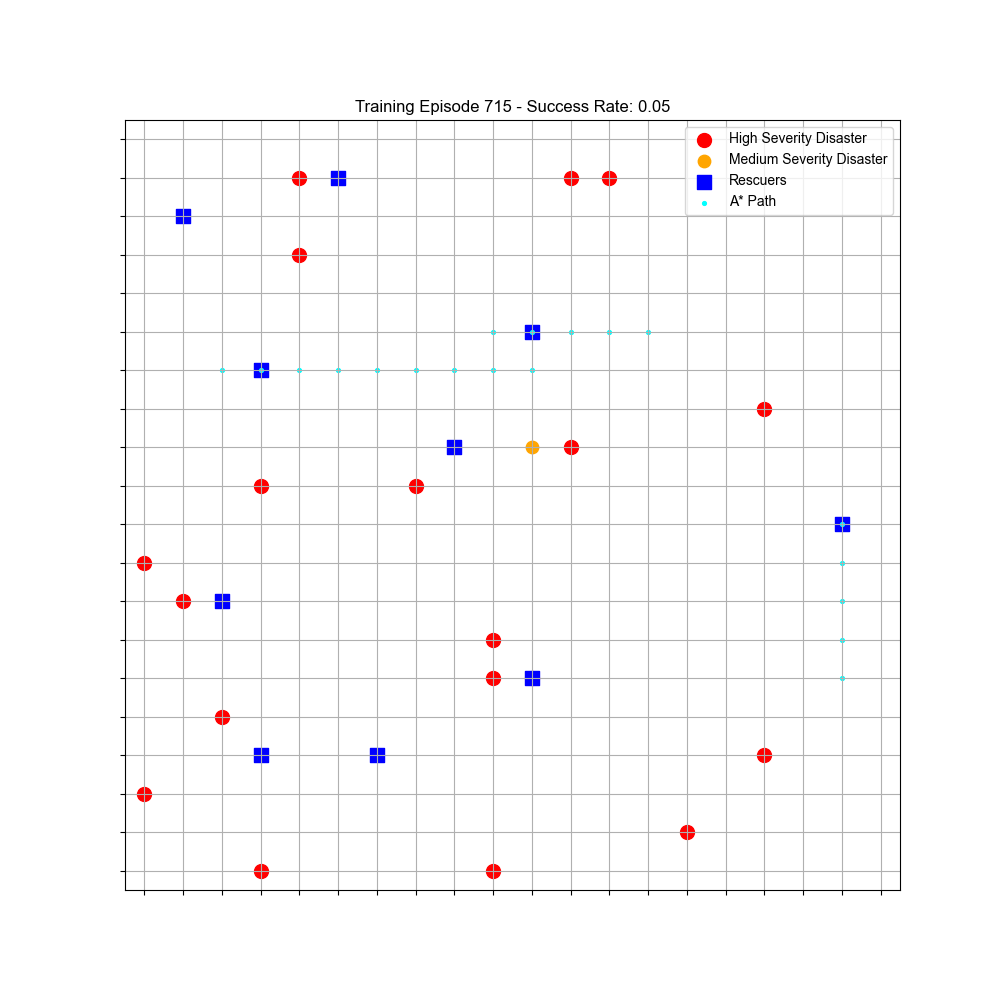 Training Episode 715 - Success Rate: 0.05
High Severity Disaster
Medium Severity Disaster
Rescuers
A* Path